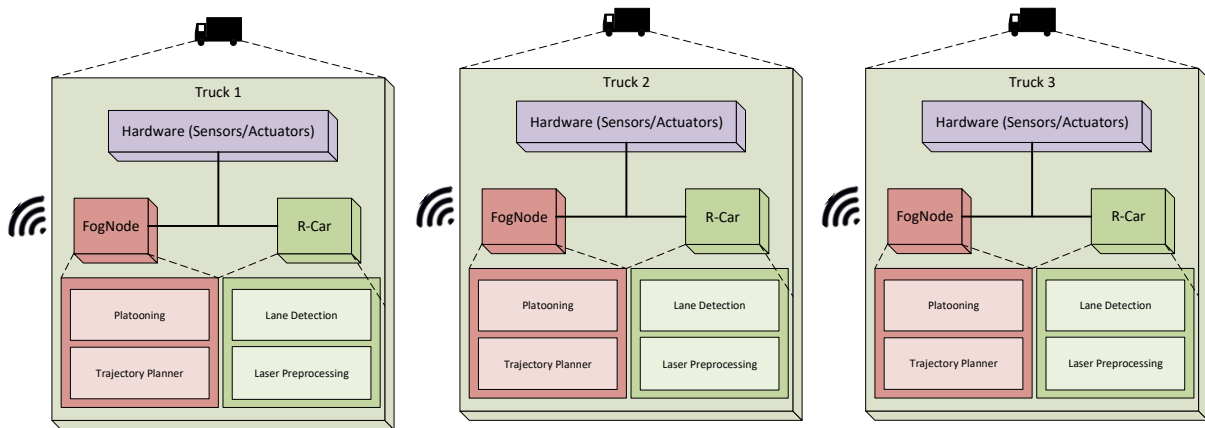 Truck 1
Hardware (Sensors/Actuators)
FogNode
R-Car
Platooning
Lane Detection
Trajectory Planner
Laser Preprocessing
Truck 2
Hardware (Sensors/Actuators)
FogNode
R-Car
Platooning
Lane Detection
Trajectory Planner
Laser Preprocessing
Truck 3
Hardware (Sensors/Actuators)
FogNode
R-Car
Platooning
Lane Detection
Trajectory Planner
Laser Preprocessing